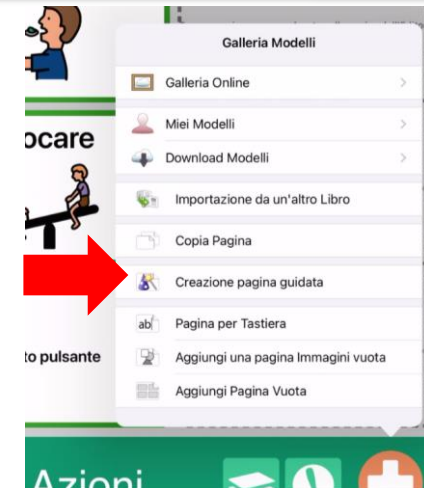 Galleria Modelli
Galleria Online
ocare
Miei Modelli
Download Modelli
Importazione da un'altro Libro
Copia Pagina
Creazione pagina guidata
ab
Pagina per Tastiera
to pulsante
Aggiungi una pagina Immagini vuota
Aggiungi Pagina Vuota
Azioni